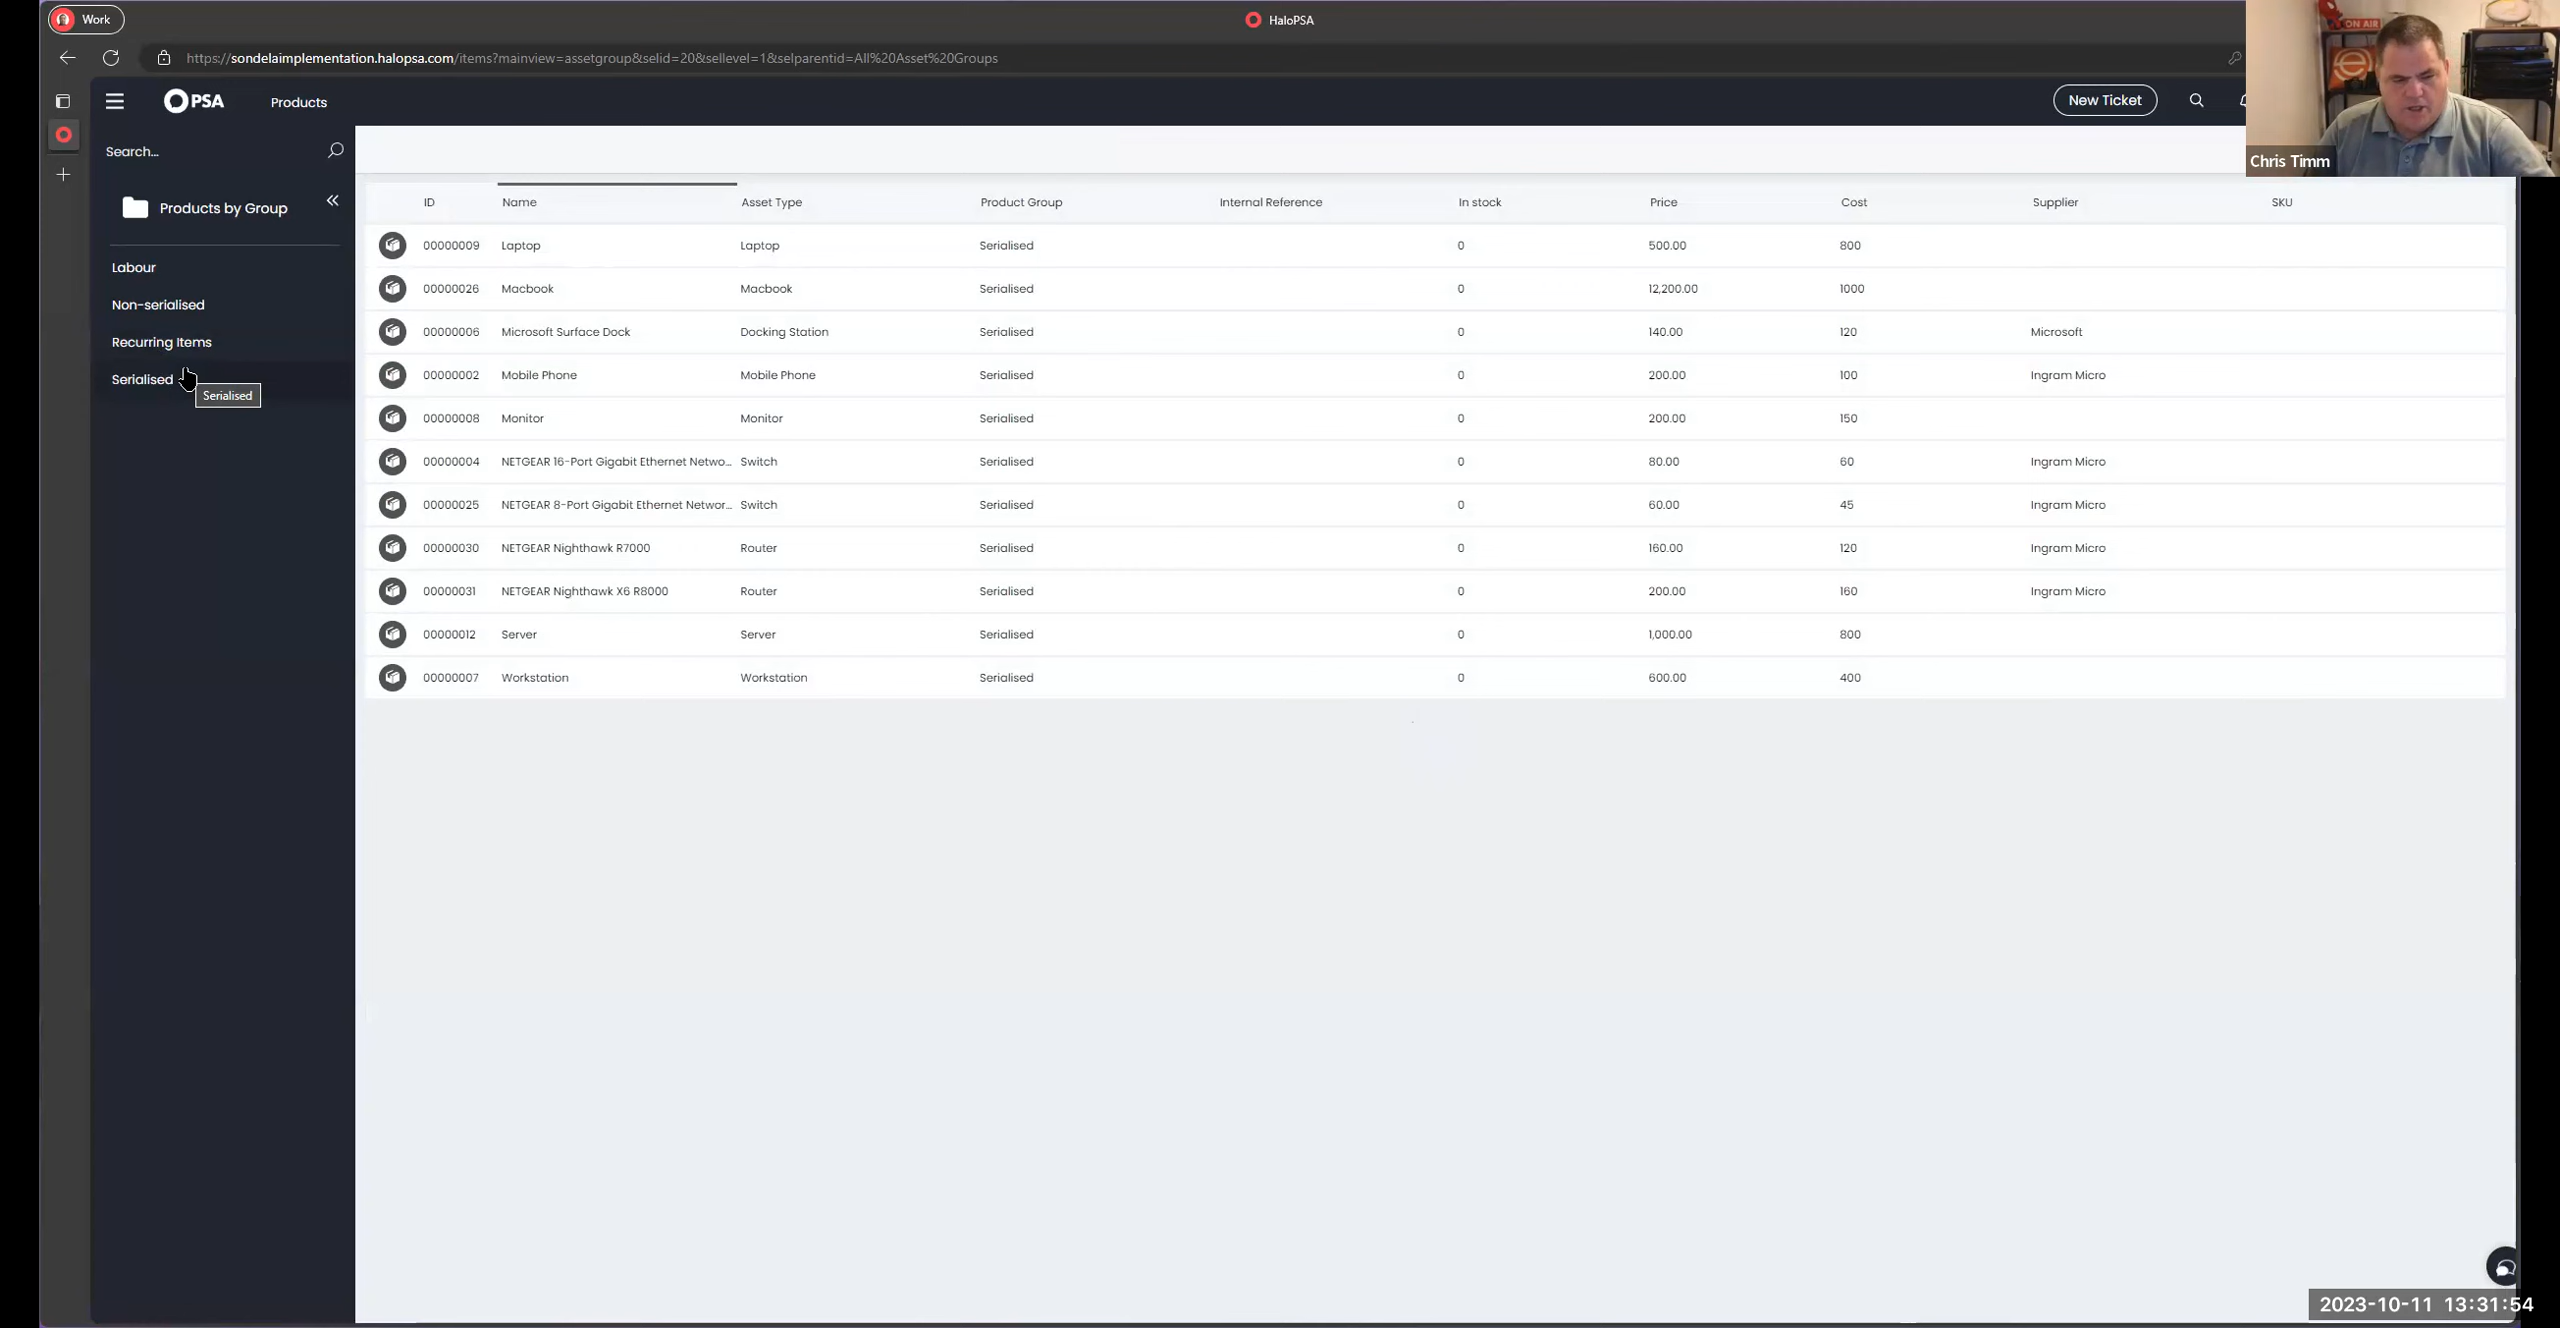 Work
HaloPSA
https://sondelaimplementation.halopsa.com/items?mainview=assetgroup&selid=20&sellevel=1&selparentid=All%20Asset%20Groups
ON AIR
PSA Products New Ticket
Chris Timm
Search...
Products by Group
Labour
Non-serialised
Recurring Items
Serialised
Serialised
ID Name Asset Type Product Group Internal Reference In stock Price Cost Supplier SKU
00000009 Laptop Laptop Serialised 0 500.00 800
00000026 Macbook Macbook Serialised 0 12,200.00 1000
00000006 Microsoft Surface Dock Docking Station Serialised 0 140.00 120 Microsoft
00000002 Mobile Phone Mobile Phone Serialised 0 200.00 100 Ingram Micro
00000008 Monitor Monitor Serialised 0 200.00 150
00000004 NETGEAR 16-Port Gigabit Ethernet Netwo... Switch Serialised 0 80.00 60 Ingram Micro
00000025 NETGEAR 8-Port Gigabit Ethernet Networ... Switch Serialised 0 60.00 45 Ingram Micro
00000030 NETGEAR Nighthawk R7000 Router Serialised 0 160.00 120 Ingram Micro
00000031 NETGEAR Nighthawk X6 R8000 Router Serialised 0 200.00 160 Ingram Micro
00000012 Server Server Serialised 0 1,000.00 800
00000007 Workstation Workstation Serialised 0 600.00 400
2023-10-11 13:31:54